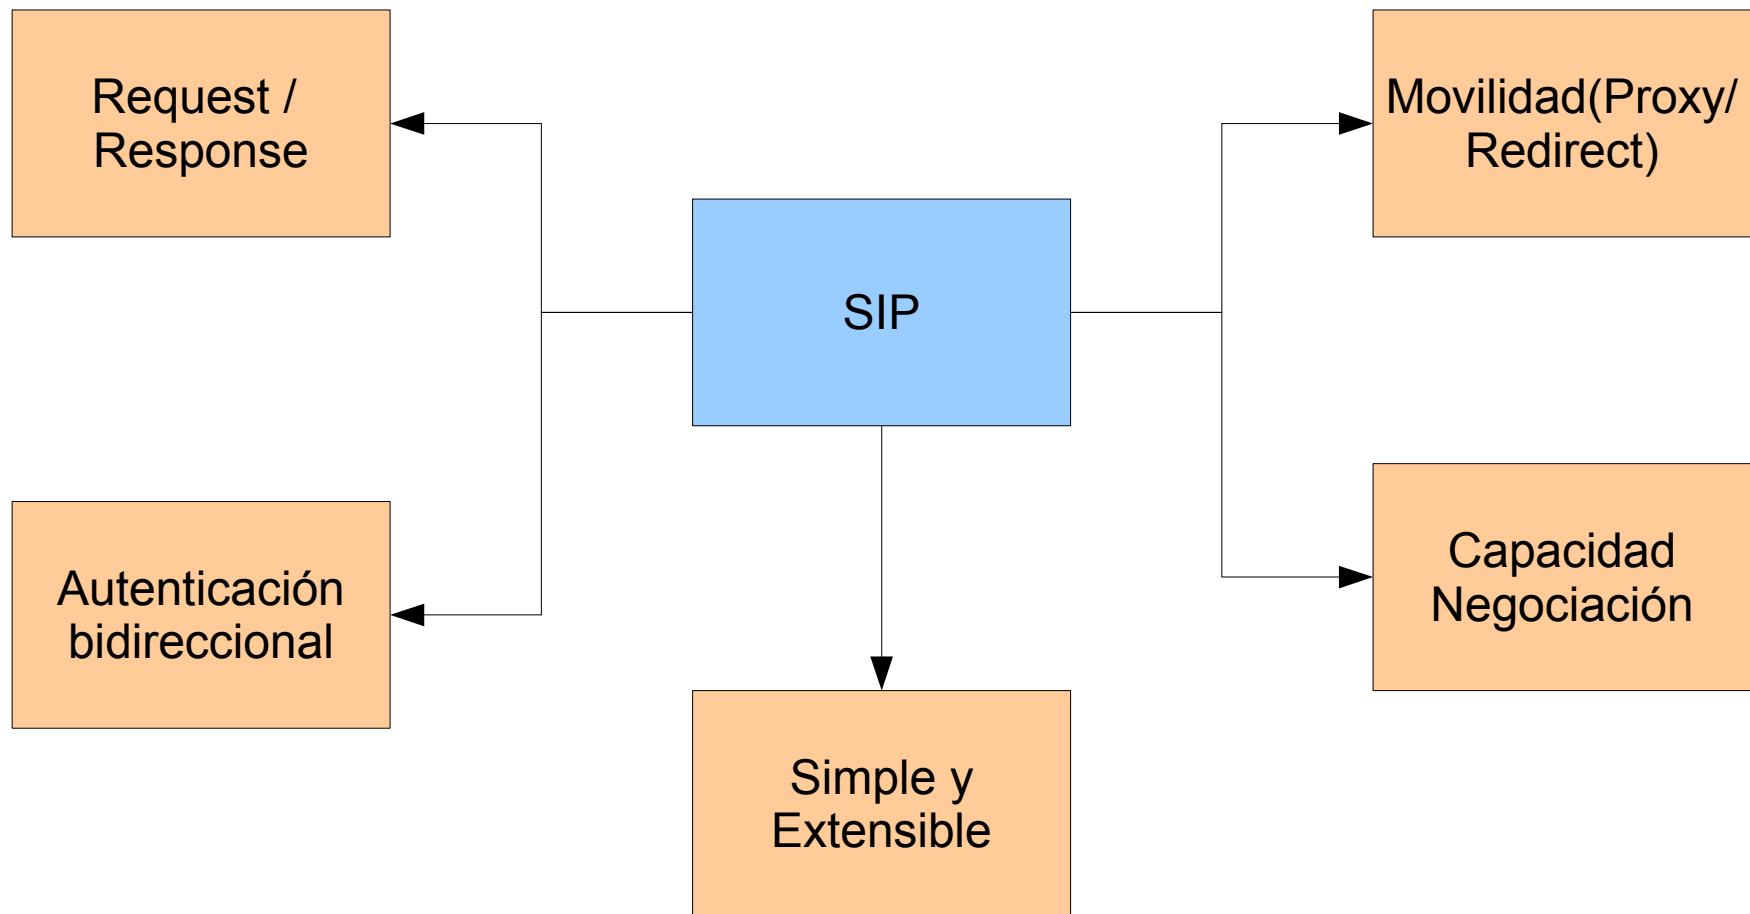 Request /
Response
Movilidad(Proxy/
Redirect)
SIP
Autenticación
bidireccional
Capacidad
Negociación
Simple y
Extensible